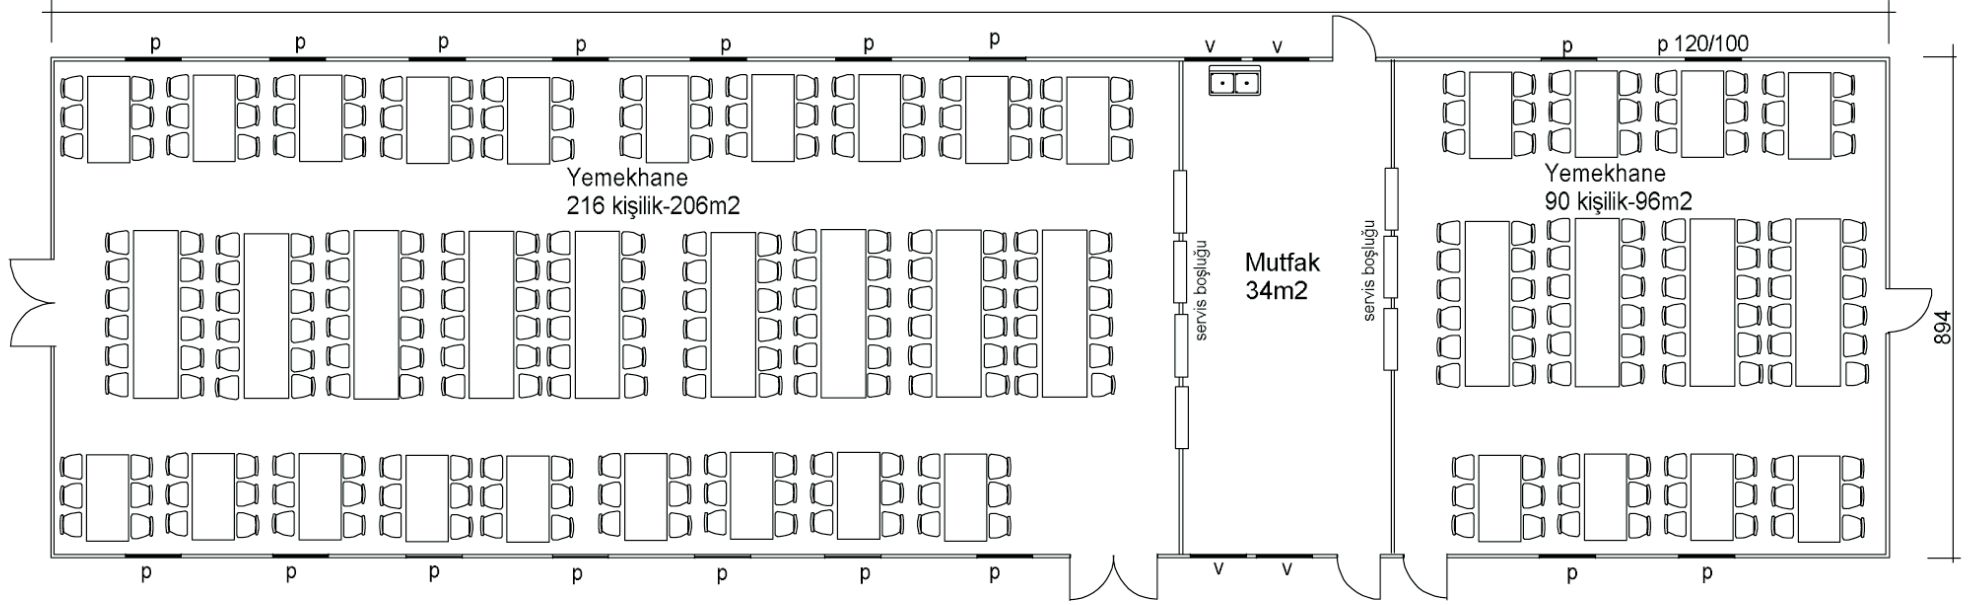 p p p p p p p v v p p 120/100
Yemekhane
216 kişilik-206m2
servis boşluğu
Mutfak
34m2
servis boşluğu
Yemekhane
90 kişilik-96m2
894
p p p p p p p v v p p